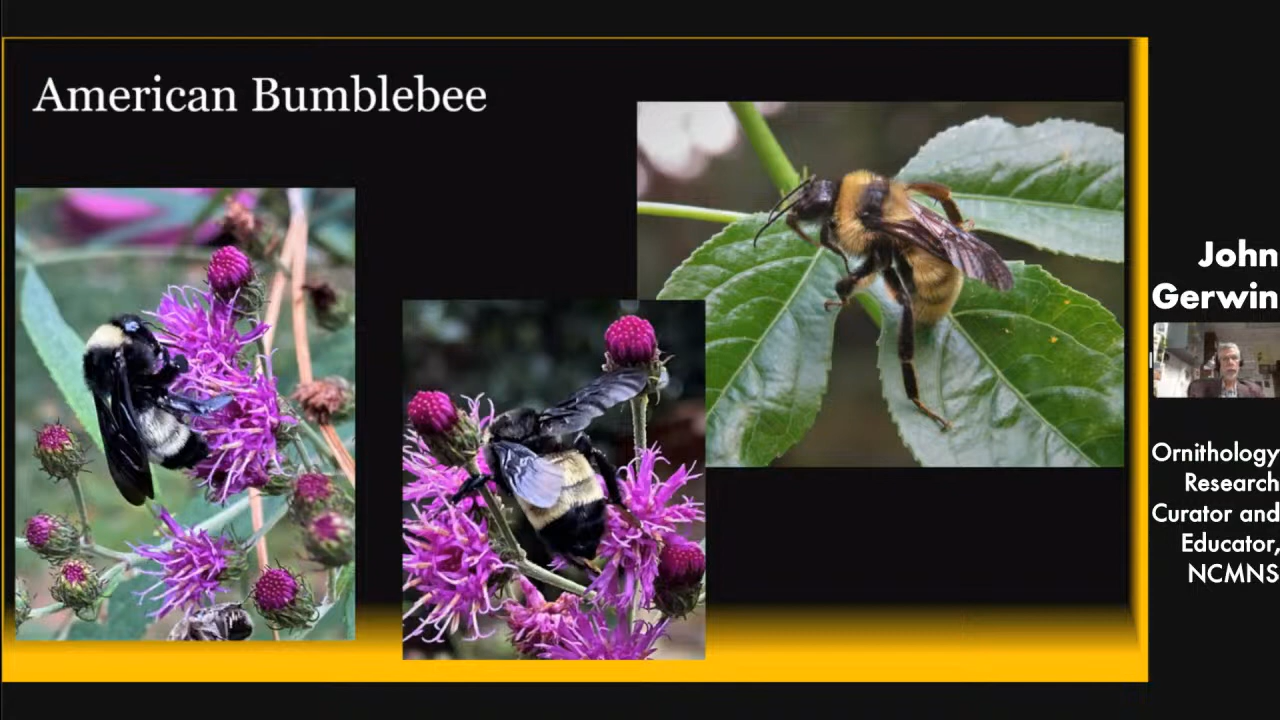 American Bumblebee
John
Gerwin
Ornithology
Research
Curator and
Educator,
NCMNS